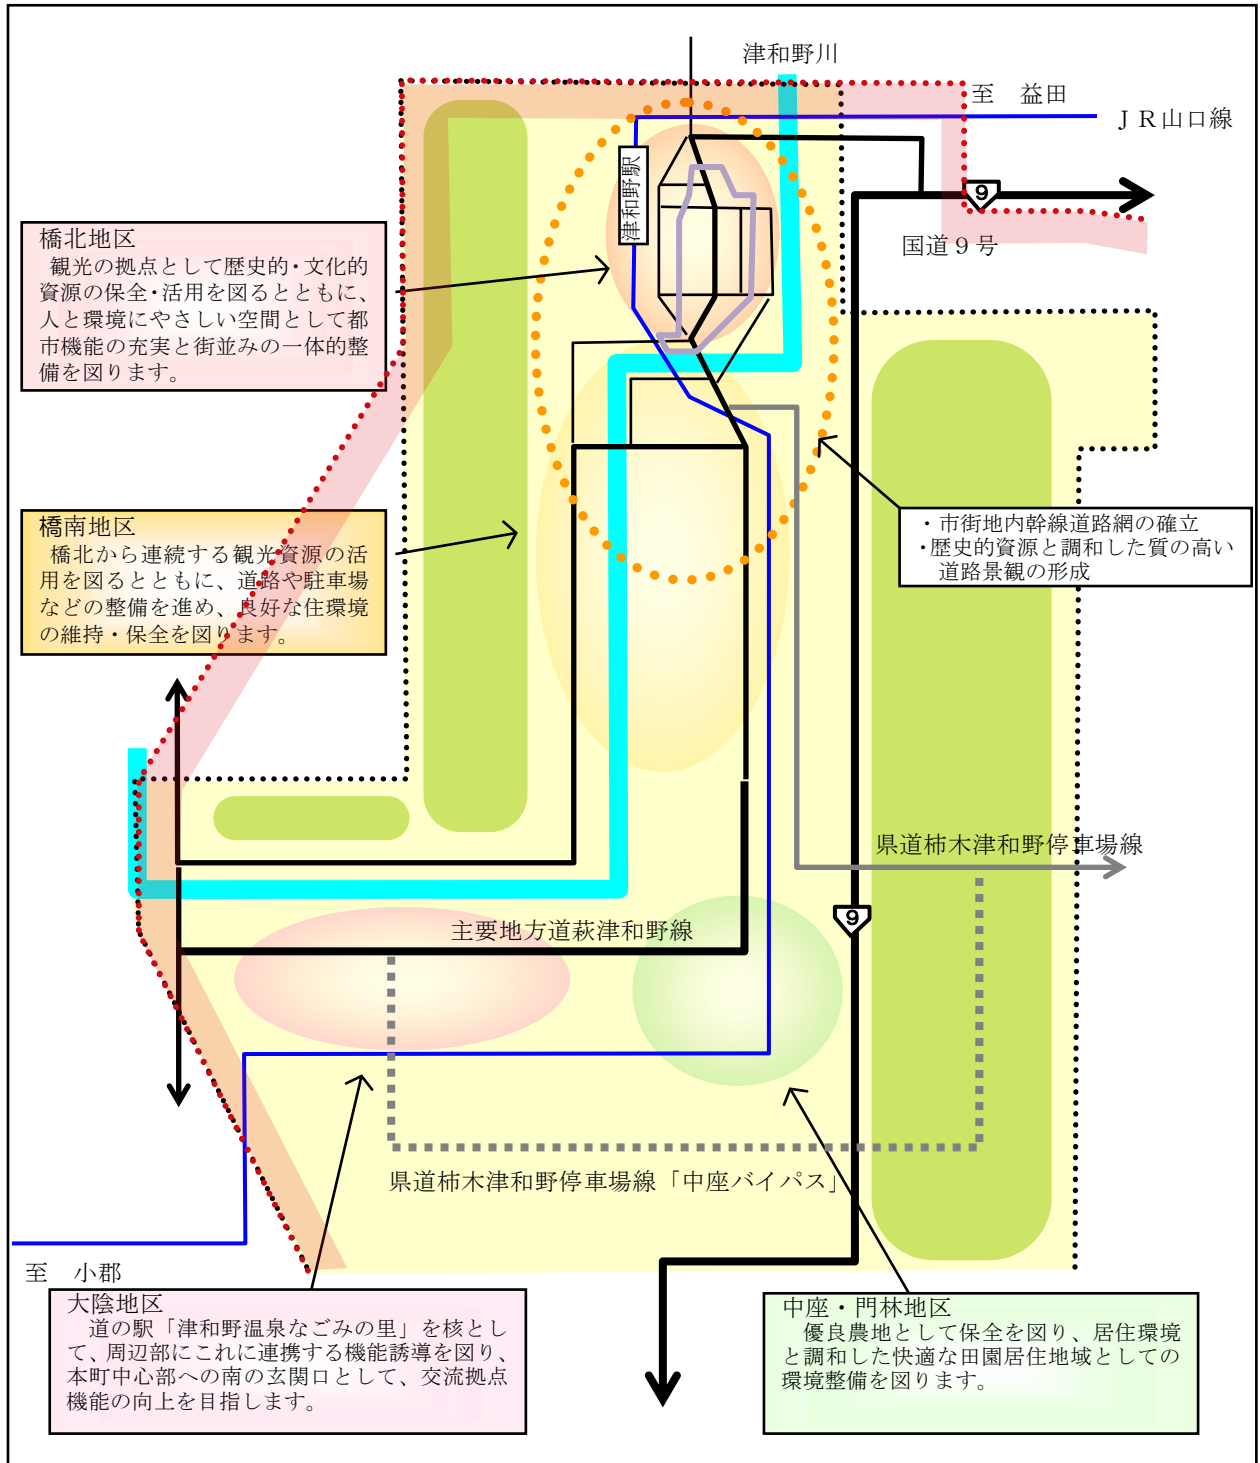 津和野川
至　益田
ＪＲ山口線
津和野駅
9
国道９号
橋北地区
観光の拠点として歴史的・文化的
資源の保全・活用を図るとともに、
人と環境にやさしい空間として都
市機能の充実と街並みの一体的整
備を図ります。
橋南地区
橋北から連続する観光資源の活
用を図るとともに、道路や駐車場
などの整備を進め、良好な住環境
の維持・保全を図ります。
・市街地内幹線道路網の確立
・歴史的資源と調和した質の高い
道路景観の形成
県道柿木津和野停車場線
9
主要地方道萩津和野線
県道柿木津和野停車場線「中座バイパス」
至　小郡
大陰地区
道の駅「津和野温泉なごみの里」を核とし
て、周辺部にこれに連携する機能誘導を図り、
本町中心部への南の玄関口として、交流拠点
機能の向上を目指します。
中座・門林地区
優良農地として保全を図り、居住環境
と調和した快適な田園居住地域としての
環境整備を図ります。